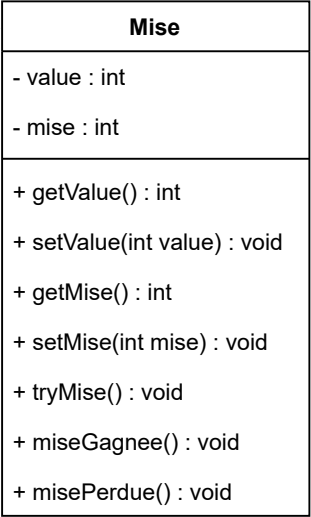 Mise
- value : int
- mise : int
+ getValue() : int
+ setValue(int value) : void
+ getMise() : int
+ setMise(int mise) : void
+ tryMise() : void
+ miseGagnee() : void
+ misePerdue() : void